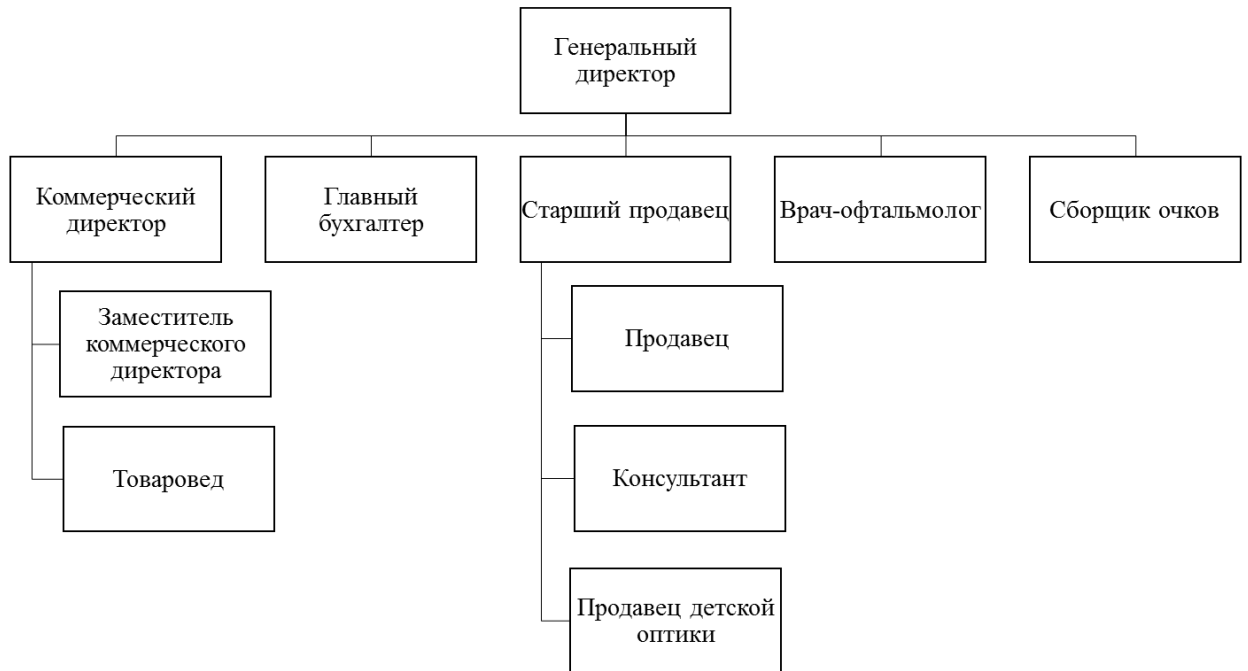 Генеральный
директор
Коммерческий
директор
Главный
бухгалтер
Старший продавец
Врач-офтальмолог
Сборщик очков
Заместитель
коммерческого
директора
Товаровед
Продавец
Консультант
Продавец детской
оптики